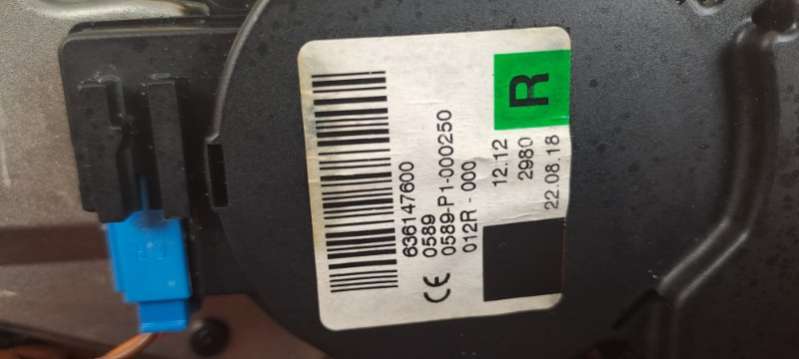 636147600
CE 0589
0589-P1-000250
012R - 000
R
12.12
2980
22.08.18